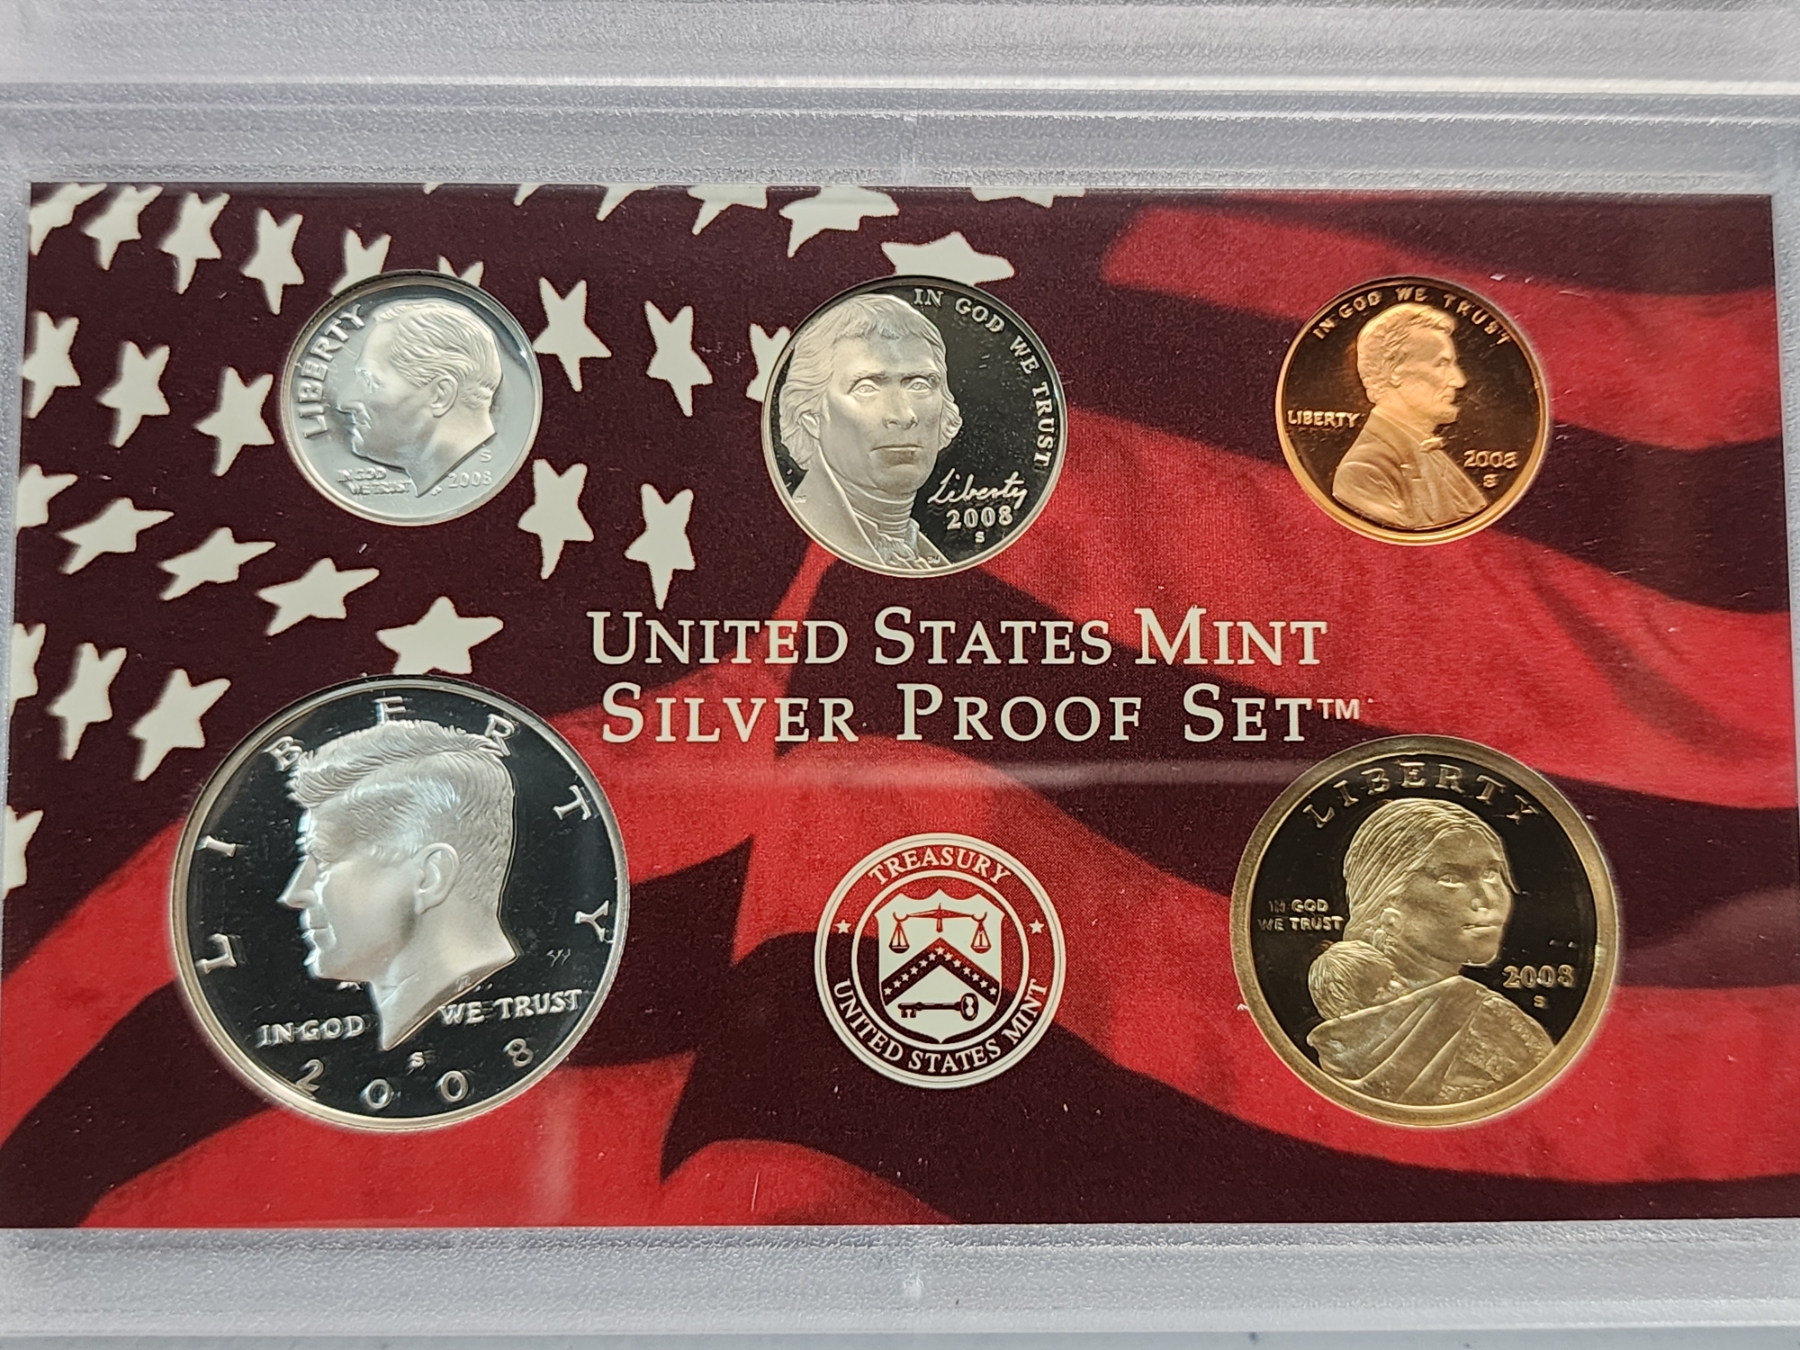 LIBERTY
IN GOD
WE TRUST
S
2008
IN GOD WE TRUST
Liberty
2008
S
IN GOD WE TRUST
LIBERTY
2008
S
UNITED STATES MINT
SILVER PROOF SET™
LIBERTY
IN GOD WE TRUST
S
2008
TREASURY
UNITED STATES MINT
LIBERTY
IN GOD
WE TRUST
2008
S